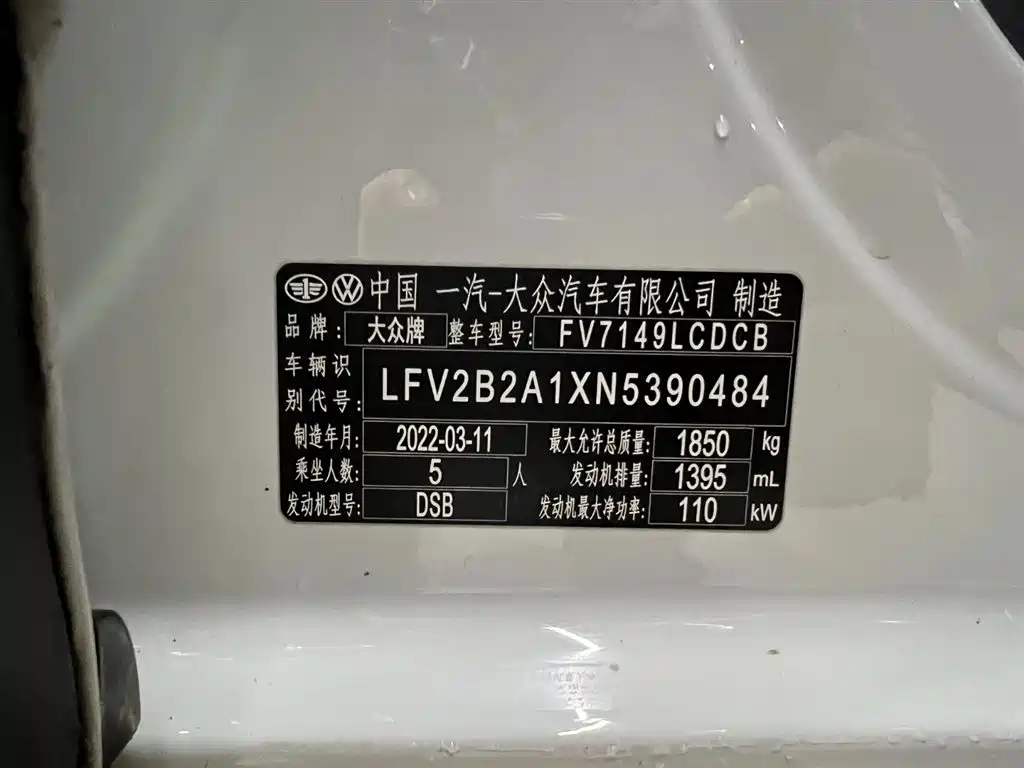 中国 一汽-大众汽车有限公司 制造
品牌: 大众牌 整车型号: FV7149LCDCB
车辆识别代号: LFV2B2A1XN5390484
制造年月: 2022-03-11 最大允许总质量: 1850 kg
乘坐人数: 5 人 发动机排量: 1395 mL
发动机型号: DSB 发动机最大净功率: 110 kW